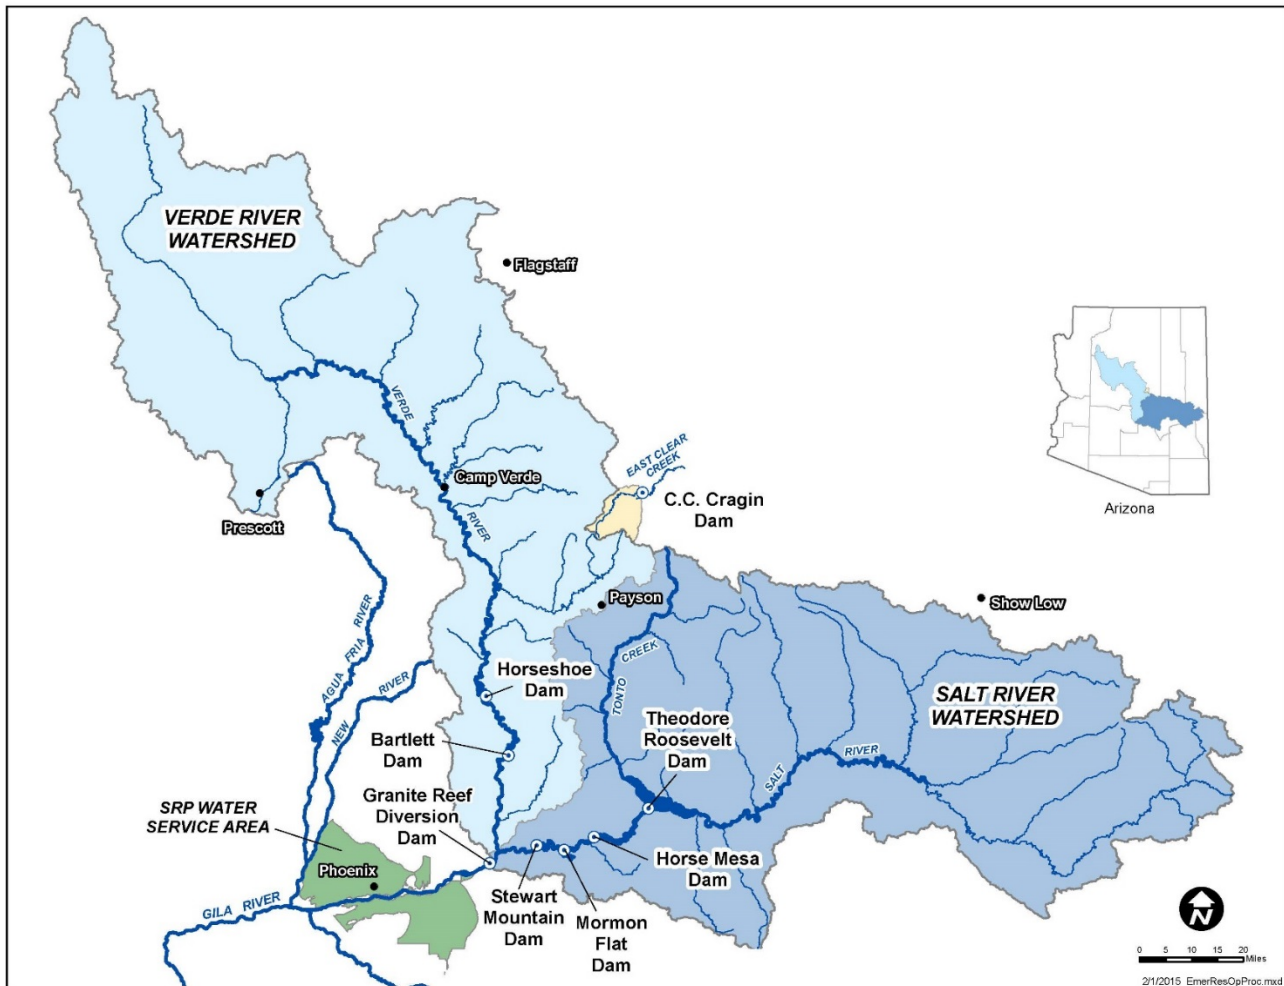 VERDE RIVER
WATERSHED
Flagstaff
VERDE
RIVER
Camp Verde
Prescott
EAST CLEAR
CREEK
C.C. Cragin
Dam
Arizona
Payson
Show Low
AGUA FRIA RIVER
NEW RIVER
Horseshoe
Dam
TONTO CREEK
Theodore
Roosevelt
Dam
SALT RIVER
WATERSHED
SALT RIVER
Bartlett
Dam
Granite Reef
Diversion
Dam
SRP WATER
SERVICE AREA
Phoenix
GILA RIVER
Stewart
Mountain
Dam
Mormon
Flat
Dam
Horse Mesa
Dam
N
0 5 10 15 20
Miles
2/1/2015 EmerResOpProc.mxd